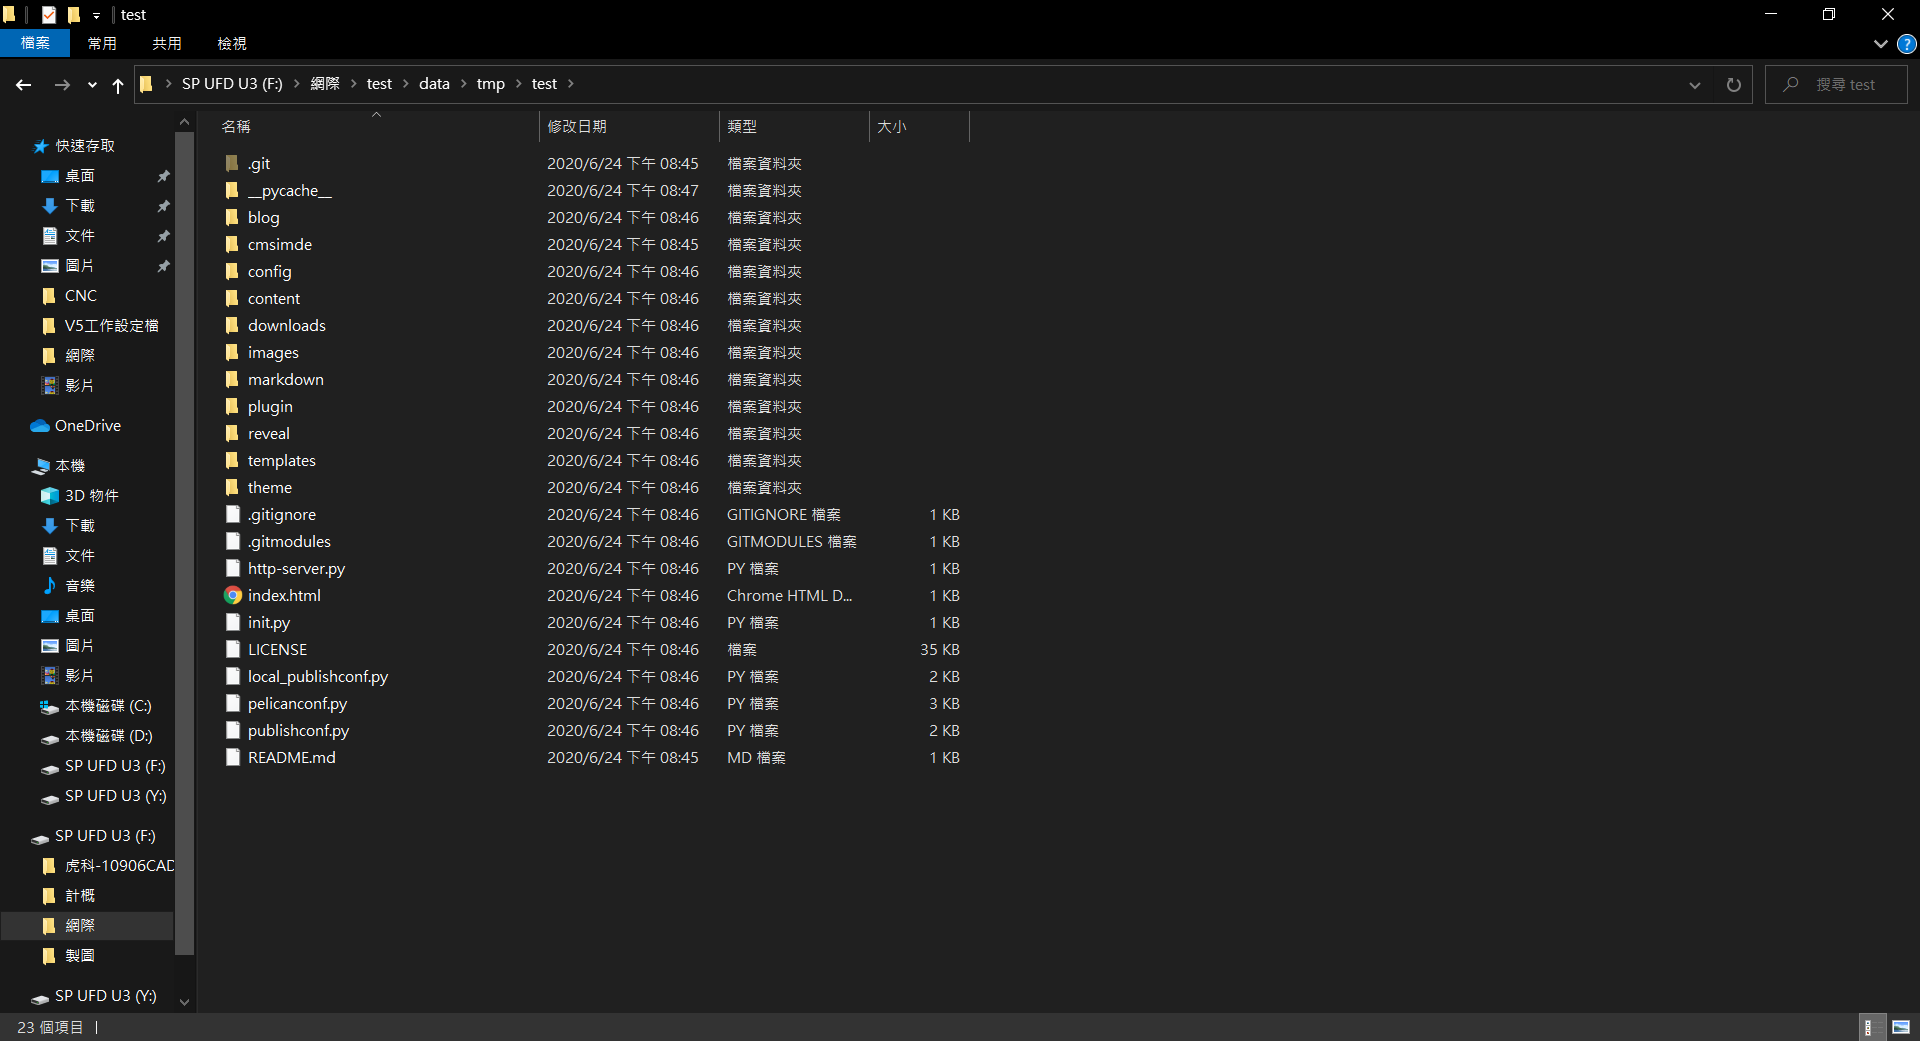 test
檔案 常用 共用 檢視
SP UFD U3 (F:) 網際 test data tmp test
搜尋 test
快速存取
桌面
下載
文件
圖片
CNC
V5工作設定檔
網際
影片
OneDrive
本機
3D 物件
下載
文件
音樂
桌面
圖片
影片
本機磁碟 (C:)
本機磁碟 (D:)
SP UFD U3 (F:)
SP UFD U3 (Y:)
SP UFD U3 (F:)
虎科-10906CAD
計概
網際
製圖
SP UFD U3 (Y:)
名稱 修改日期 類型 大小
.git 2020/6/24 下午 08:45 檔案資料夾
__pycache__ 2020/6/24 下午 08:47 檔案資料夾
blog 2020/6/24 下午 08:46 檔案資料夾
cmsimde 2020/6/24 下午 08:45 檔案資料夾
config 2020/6/24 下午 08:46 檔案資料夾
content 2020/6/24 下午 08:46 檔案資料夾
downloads 2020/6/24 下午 08:46 檔案資料夾
images 2020/6/24 下午 08:46 檔案資料夾
markdown 2020/6/24 下午 08:46 檔案資料夾
plugin 2020/6/24 下午 08:46 檔案資料夾
reveal 2020/6/24 下午 08:46 檔案資料夾
templates 2020/6/24 下午 08:46 檔案資料夾
theme 2020/6/24 下午 08:46 檔案資料夾
.gitignore 2020/6/24 下午 08:46 GITIGNORE 檔案 1 KB
.gitmodules 2020/6/24 下午 08:46 GITMODULES 檔案 1 KB
http-server.py 2020/6/24 下午 08:46 PY 檔案 1 KB
index.html 2020/6/24 下午 08:46 Chrome HTML D... 1 KB
init.py 2020/6/24 下午 08:46 PY 檔案 1 KB
LICENSE 2020/6/24 下午 08:46 檔案 35 KB
local_publishconf.py 2020/6/24 下午 08:46 PY 檔案 2 KB
pelicanconf.py 2020/6/24 下午 08:46 PY 檔案 3 KB
publishconf.py 2020/6/24 下午 08:46 PY 檔案 2 KB
README.md 2020/6/24 下午 08:45 MD 檔案 1 KB
23 個項目